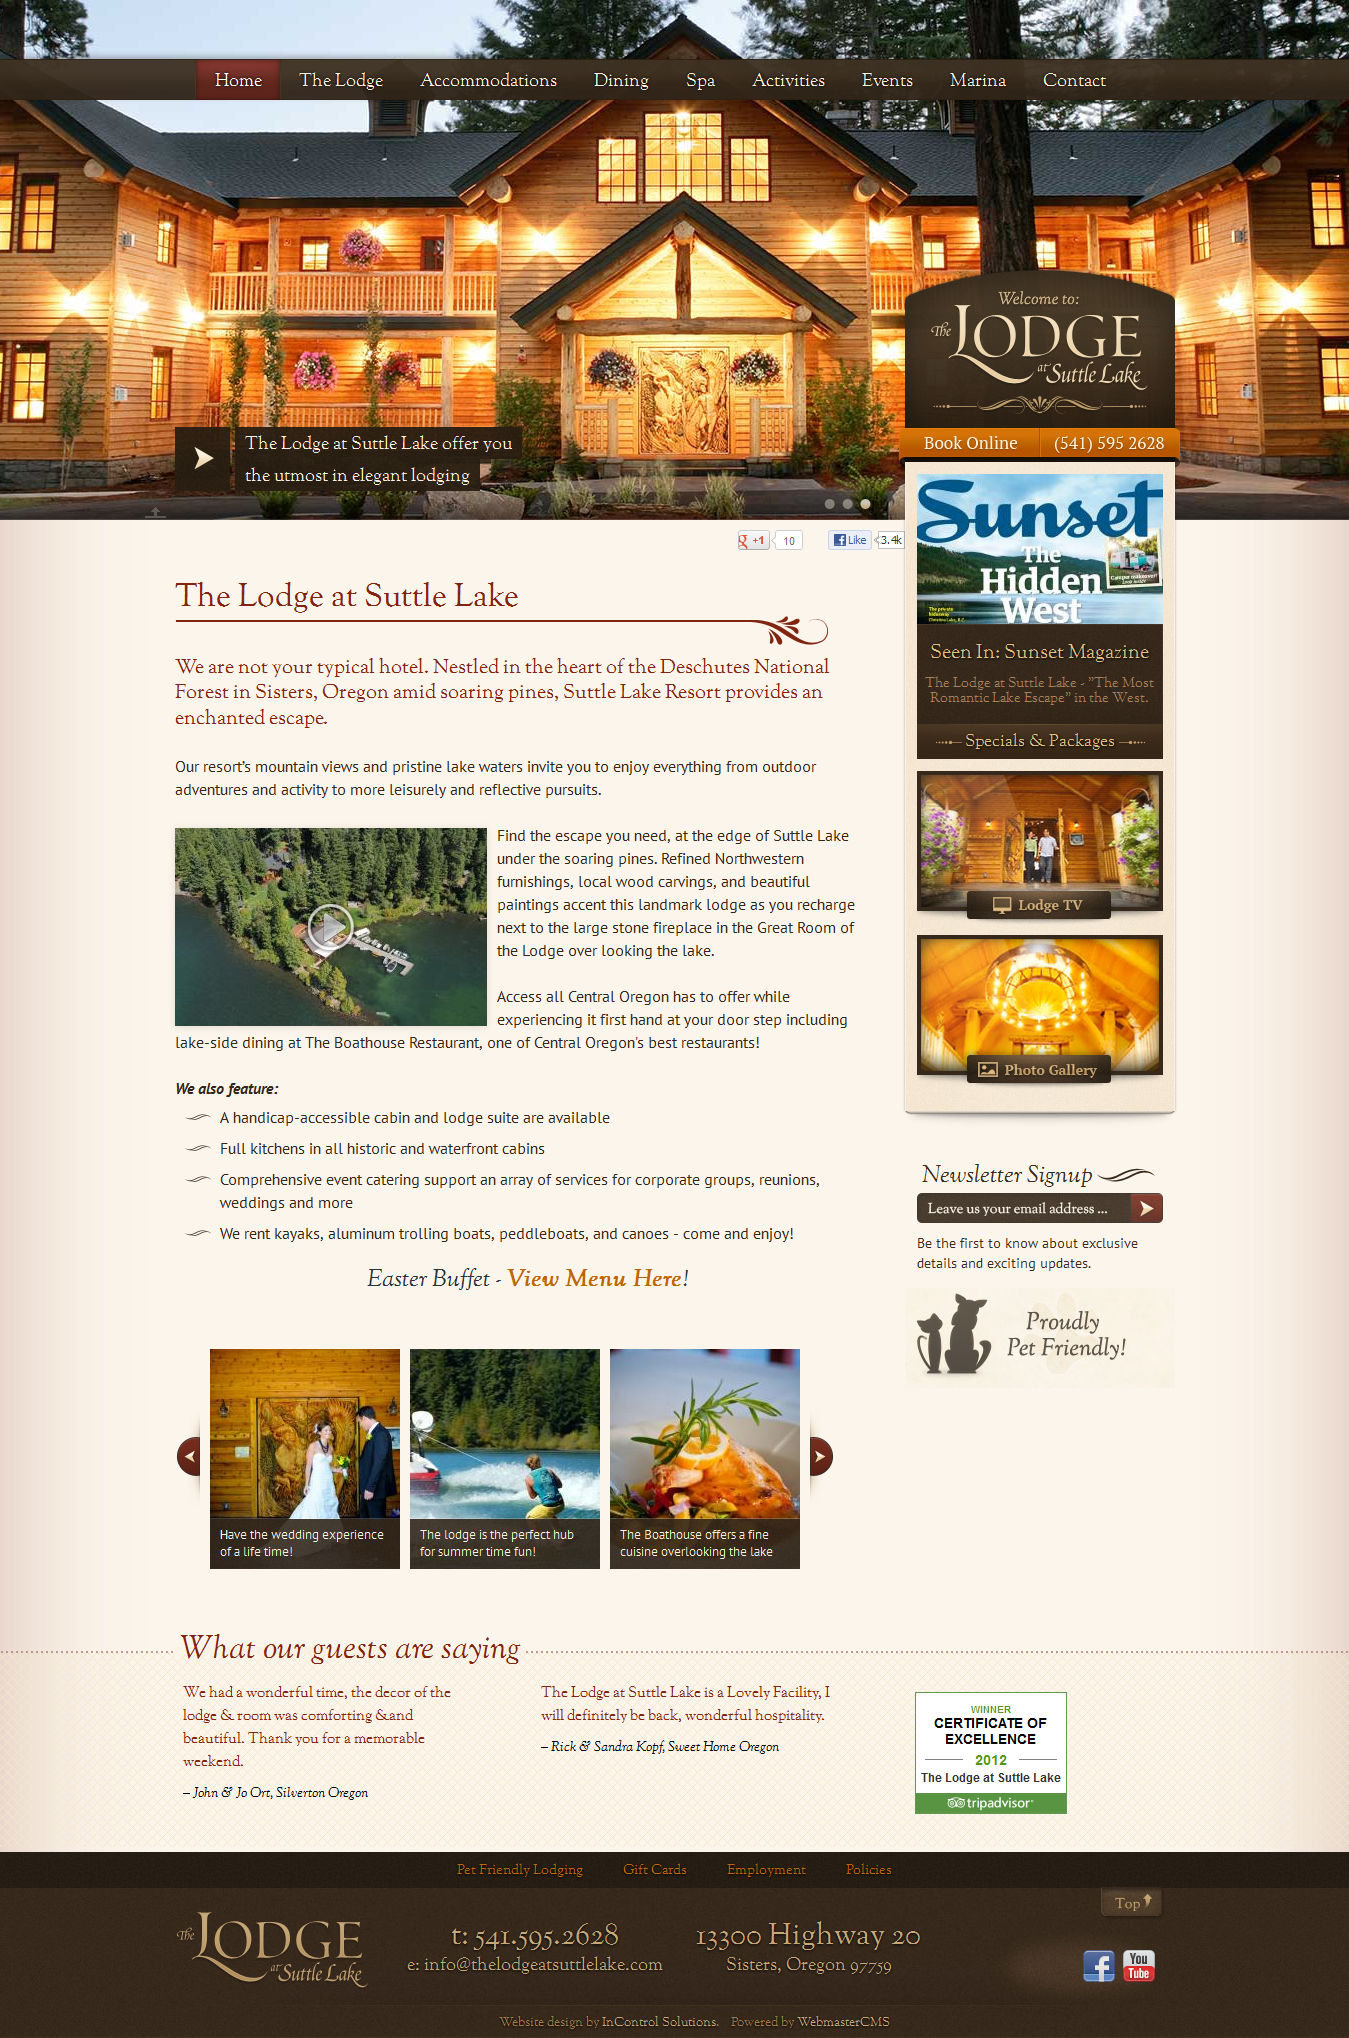 Home The Lodge Accommodations Dining Spa Activities Events Marina Contact
Welcome to:
The LODGE
at Suttle Lake
Book Online (541) 595 2628
The Lodge at Suttle Lake offer you
the utmost in elegant lodging
+1 10 Like 3.4k
Sunset
The
Hidden
West
Seen In: Sunset Magazine
The Lodge at Suttle Lake - "The Most
Romantic Lake Escape" in the West.
Specials & Packages
Lodge TV
Photo Gallery
The Lodge at Suttle Lake
We are not your typical hotel. Nestled in the heart of the Deschutes National
Forest in Sisters, Oregon amid soaring pines, Suttle Lake Resort provides an
enchanted escape.
Our resort's mountain views and pristine lake waters invite you to enjoy everything from outdoor
adventures and activity to more leisurely and reflective pursuits.
Find the escape you need, at the edge of Suttle Lake
under the soaring pines. Refined Northwestern
furnishings, local wood carvings, and beautiful
paintings accent this landmark lodge as you recharge
next to the large stone fireplace in the Great Room of
the Lodge over looking the lake.
Access all Central Oregon has to offer while
experiencing it first hand at your door step including
lake-side dining at The Boathouse Restaurant, one of Central Oregon's best restaurants!
We also feature:
A handicap-accessible cabin and lodge suite are available
Full kitchens in all historic and waterfront cabins
Comprehensive event catering support an array of services for corporate groups, reunions,
weddings and more
We rent kayaks, aluminum trolling boats, peddleboats, and canoes - come and enjoy!
Easter Buffet - View Menu Here!
Newsletter Signup
Leave us your email address ...
Be the first to know about exclusive
details and exciting updates.
Proudly
Pet Friendly!
Have the wedding experience
of a life time!
The lodge is the perfect hub
for summer time fun!
The Boathouse offers a fine
cuisine overlooking the lake
What our guests are saying
We had a wonderful time, the decor of the
lodge & room was comforting &and
beautiful. Thank you for a memorable
weekend.
– John & Jo Ort, Silverton Oregon
The Lodge at Suttle Lake is a Lovely Facility, I
will definitely be back, wonderful hospitality.
– Rick & Sandra Kopf, Sweet Home Oregon
WINNER
CERTIFICATE OF
EXCELLENCE
2012
The Lodge at Suttle Lake
tripadvisor
Pet Friendly Lodging Gift Cards Employment Policies
Top
The LODGE
at Suttle Lake
t: 541.595.2628
e: info@thelodgeatsuttlelake.com
13300 Highway 20
Sisters, Oregon 97759
You
Tube
Website design by InControl Solutions. Powered by WebmasterCMS